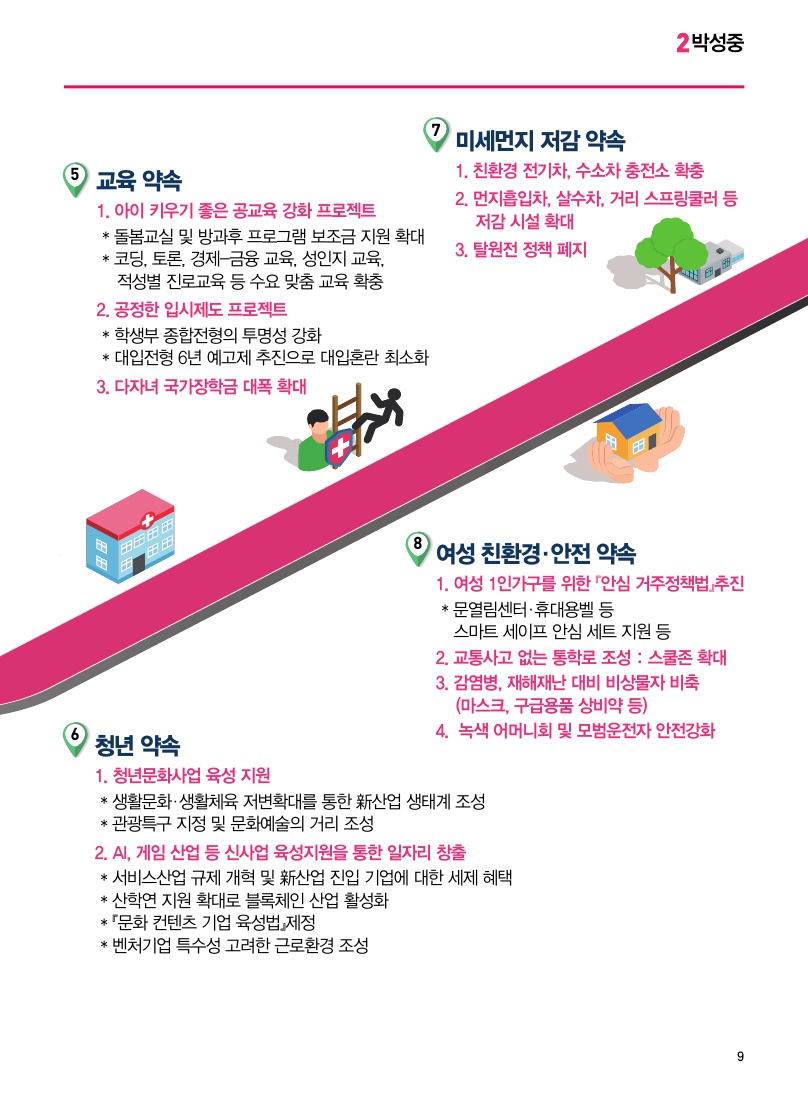 2박성중
5 교육 약속
1. 아이 키우기 좋은 공교육 강화 프로젝트
* 돌봄교실 및 방과후 프로그램 보조금 지원 확대
* 코딩, 토론, 경제-금융 교육, 성인지 교육,
적성별 진로교육 등 수요 맞춤 교육 확충
2. 공정한 입시제도 프로젝트
* 학생부 종합전형의 투명성 강화
* 대입전형 6년 예고제 추진으로 대입혼란 최소화
3. 다자녀 국가장학금 대폭 확대
6 청년 약속
1. 청년문화사업 육성 지원
* 생활문화·생활체육 저변확대를 통한 新산업 생태계 조성
* 관광특구 지정 및 문화예술의 거리 조성
2. AI, 게임 산업 등 신사업 육성지원을 통한 일자리 창출
* 서비스산업 규제 개혁 및 新산업 진입 기업에 대한 세제 혜택
* 산학연 지원 확대로 블록체인 산업 활성화
* 『문화 컨텐츠 기업 육성법』제정
* 벤처기업 특수성 고려한 근로환경 조성
7 미세먼지 저감 약속
1. 친환경 전기차, 수소차 충전소 확충
2. 먼지흡입차, 살수차, 거리 스프링쿨러 등
저감 시설 확대
3. 탈원전 정책 폐지
8 여성 친환경·안전 약속
1. 여성 1인가구를 위한 『안심 거주정책법』추진
* 문열림센터·휴대용벨 등
스마트 세이프 안심 세트 지원 등
2. 교통사고 없는 통학로 조성 : 스쿨존 확대
3. 감염병, 재해재난 대비 비상물자 비축
(마스크, 구급용품 상비약 등)
4. 녹색 어머니회 및 모범운전자 안전강화
9